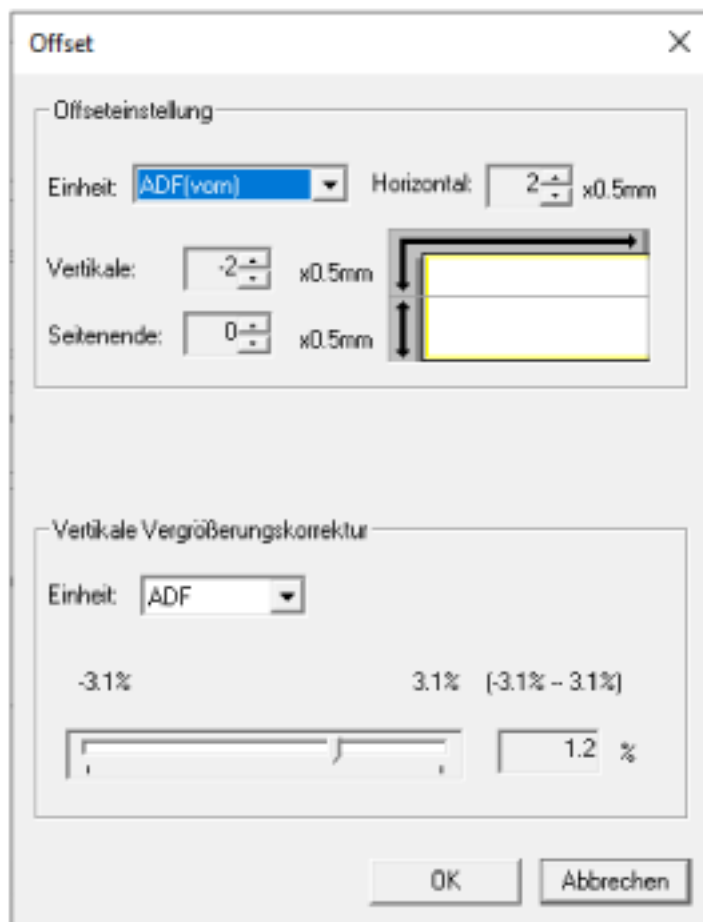 Offset
Offseteinstellung
Einheit: ADF(vorn) Horizontal: 2 x0.5mm
Vertikale: -2 x0.5mm
Seitenende: 0 x0.5mm
Vertikale Vergrößerungskorrektur
Einheit: ADF
-3.1% 3.1% (-3.1% -- 3.1%)
1.2 %
OK Abbrechen